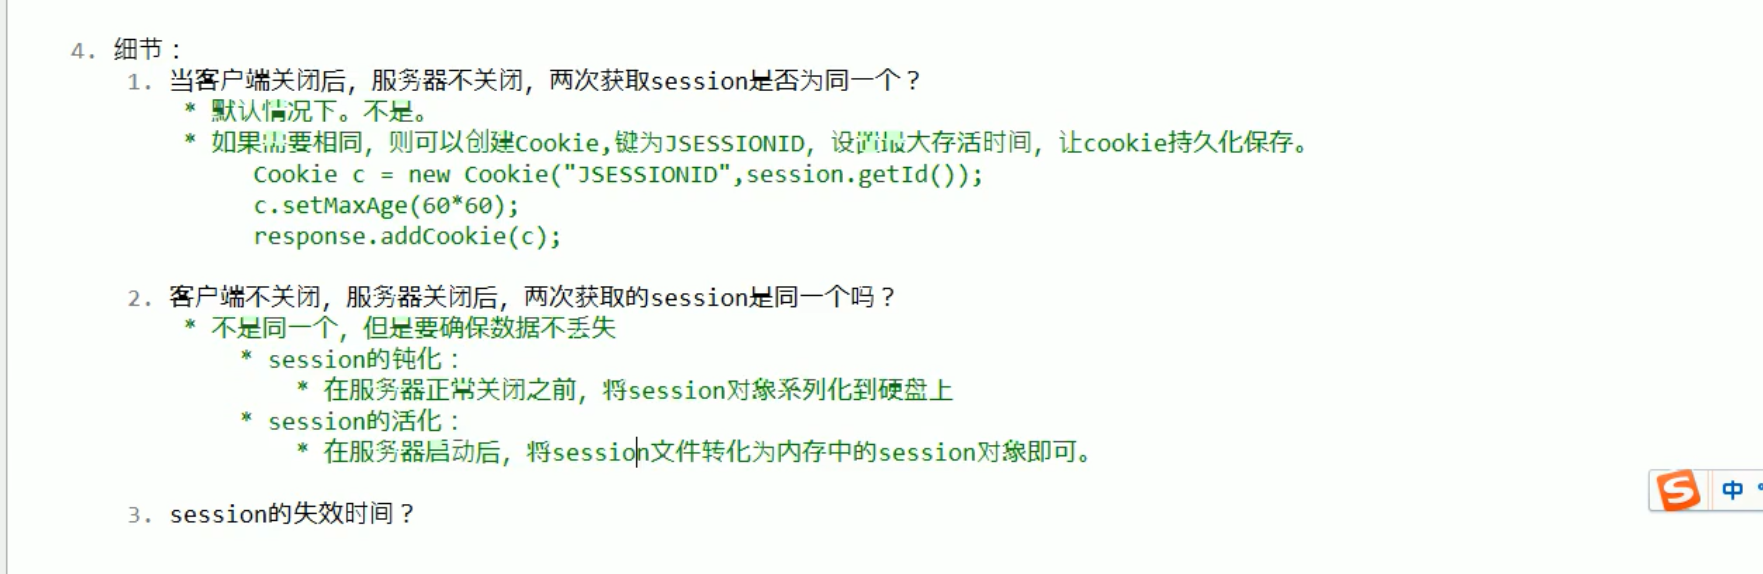 4. 细节：
1. 当客户端关闭后，服务器不关闭，两次获取session是否为同一个？
* 默认情况下。不是。
* 如果需要相同，则可以创建Cookie,键为JSESSIONID，设置最大存活时间，让cookie持久化保存。
Cookie c = new Cookie("JSESSIONID",session.getId());
c.setMaxAge(60*60);
response.addCookie(c);
2. 客户端不关闭，服务器关闭后，两次获取的session是同一个吗？
* 不是同一个，但是要确保数据不丢失
* session的钝化：
* 在服务器正常关闭之前，将session对象系列化到硬盘上
* session的活化：
* 在服务器启动后，将session文件转化为内存中的session对象即可。
3. session的失效时间？
S 中